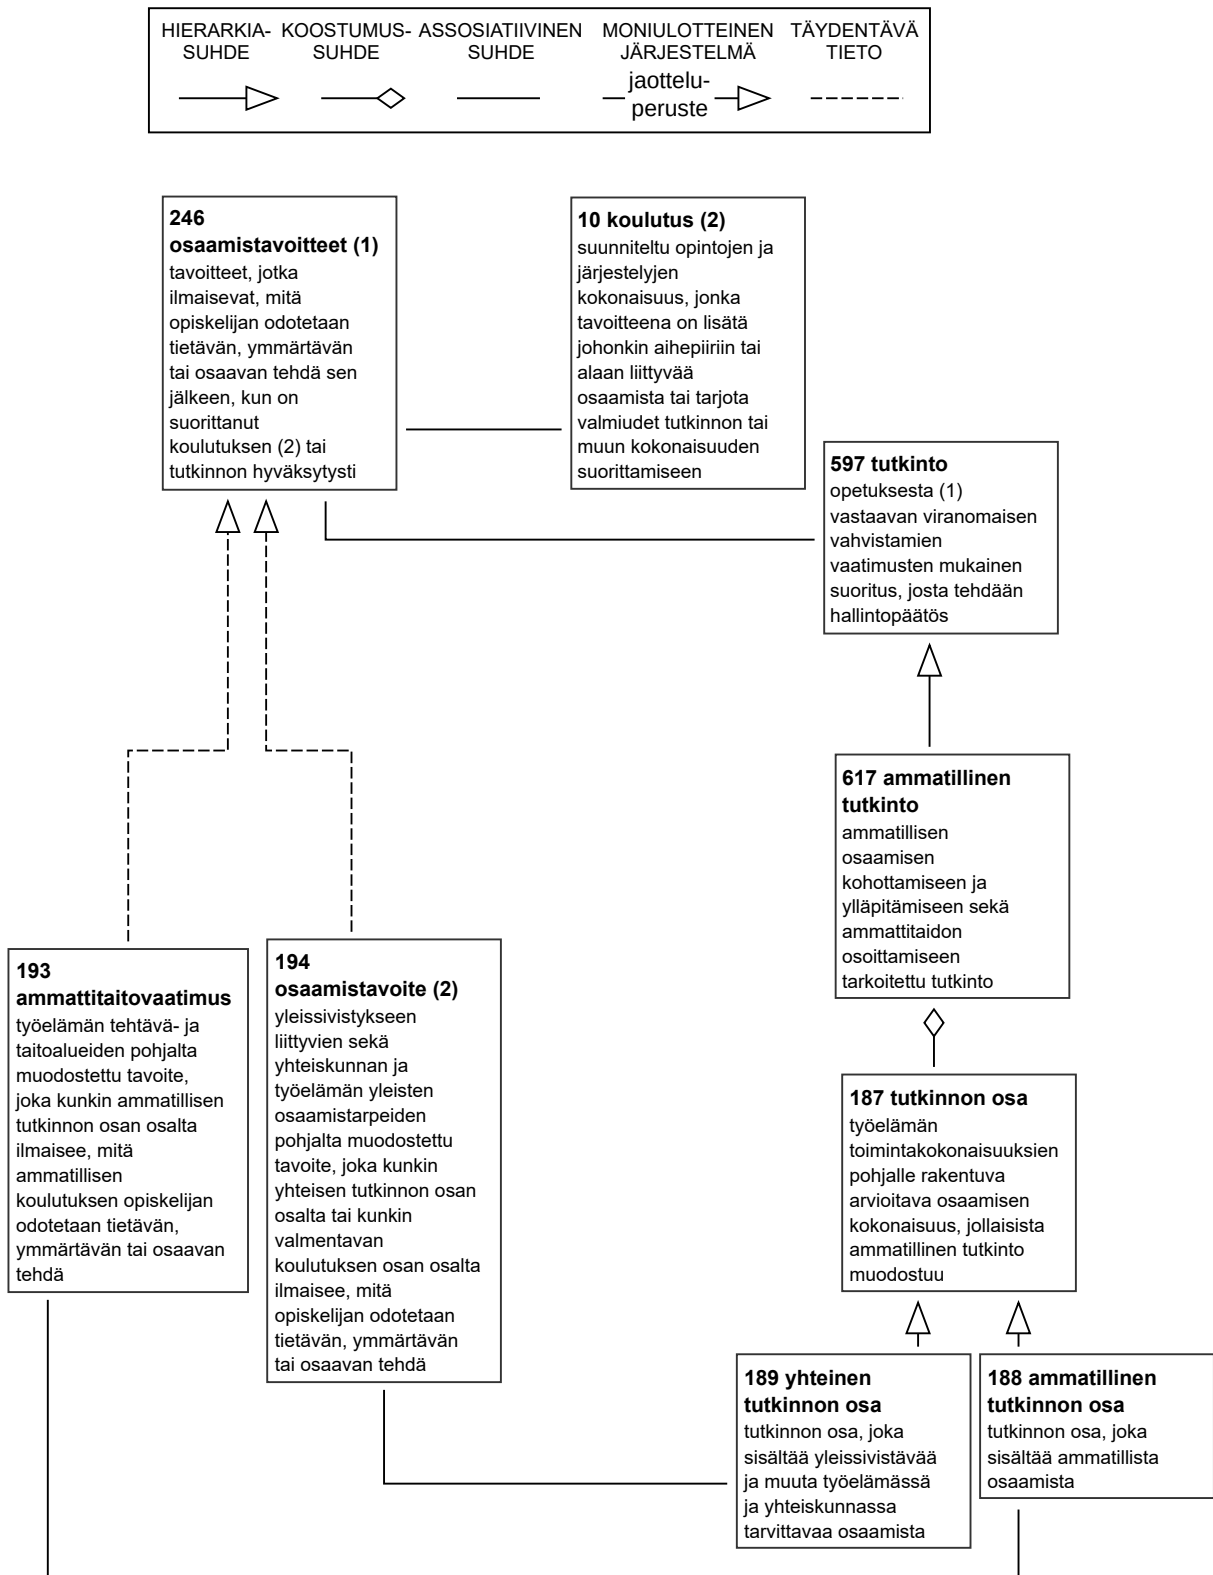 HIERARKIA-
SUHDE
KOOSTUMUS-
SUHDE
ASSOSIATIIVINEN
SUHDE
MONIULOTTEINEN
JÄRJESTELMÄ
jaottelu-
peruste
TÄYDENTÄVÄ
TIETO
246
osaamistavoitteet (1)
tavoitteet, jotka
ilmaisevat, mitä
opiskelijan odotetaan
tietävän, ymmärtävän
tai osaavan tehdä sen
jälkeen, kun on
suorittanut
koulutuksen (2) tai
tutkinnon hyväksytysti
10 koulutus (2)
suunniteltu opintojen ja
järjestelyjen
kokonaisuus, jonka
tavoitteena on lisätä
johonkin aihepiiriin tai
alaan liittyvää
osaamista tai tarjota
valmiudet tutkinnon tai
muun kokonaisuuden
suorittamiseen
597 tutkinto
opetuksesta (1)
vastaavan viranomaisen
vahvistamien
vaatimusten mukainen
suoritus, josta tehdään
hallintopäätös
617 ammatillinen
tutkinto
ammatillisen
osaamisen
kohottamiseen ja
ylläpitämiseen sekä
ammattitaidon
osoittamiseen
tarkoitettu tutkinto
193
ammattitaitovaatimus
työelämän tehtävä- ja
taitoalueiden pohjalta
muodostettu tavoite,
joka kunkin ammatillisen
tutkinnon osan osalta
ilmaisee, mitä
ammatillisen
koulutuksen opiskelijan
odotetaan tietävän,
ymmärtävän tai osaavan
tehdä
194
osaamistavoite (2)
yleissivistykseen
liittyvien sekä
yhteiskunnan ja
työelämän yleisten
osaamistarpeiden
pohjalta muodostettu
tavoite, joka kunkin
yhteisen tutkinnon osan
osalta tai kunkin
valmentavan
koulutuksen osan osalta
ilmaisee, mitä
opiskelijan odotetaan
tietävän, ymmärtävän
tai osaavan tehdä
187 tutkinnon osa
työelämän
toimintakokonaisuuksien
pohjalle rakentuva
arvioitava osaamisen
kokonaisuus, jollaisista
ammatillinen tutkinto
muodostuu
189 yhteinen
tutkinnon osa
tutkinnon osa, joka
sisältää yleissivistävää
ja muuta työelämässä
ja yhteiskunnassa
tarvittavaa osaamista
188 ammatillinen
tutkinnon osa
tutkinnon osa, joka
sisältää ammatillista
osaamista